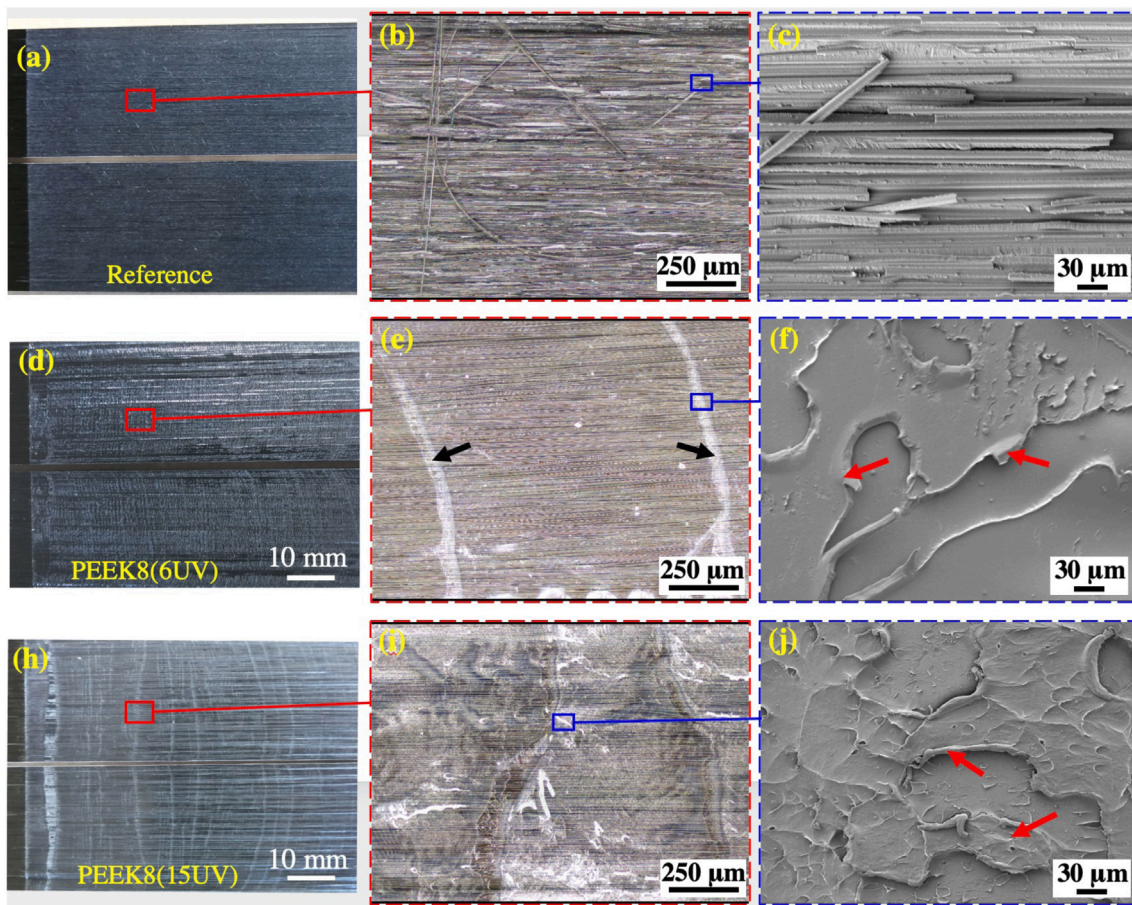 (a)
Reference
(b)
250 μm
(c)
30 μm
(d)
PEEK8(6UV)
10 mm
(e)
250 μm
(f)
30 μm
(h)
PEEK8(15UV)
10 mm
(i)
250 μm
(j)
30 μm